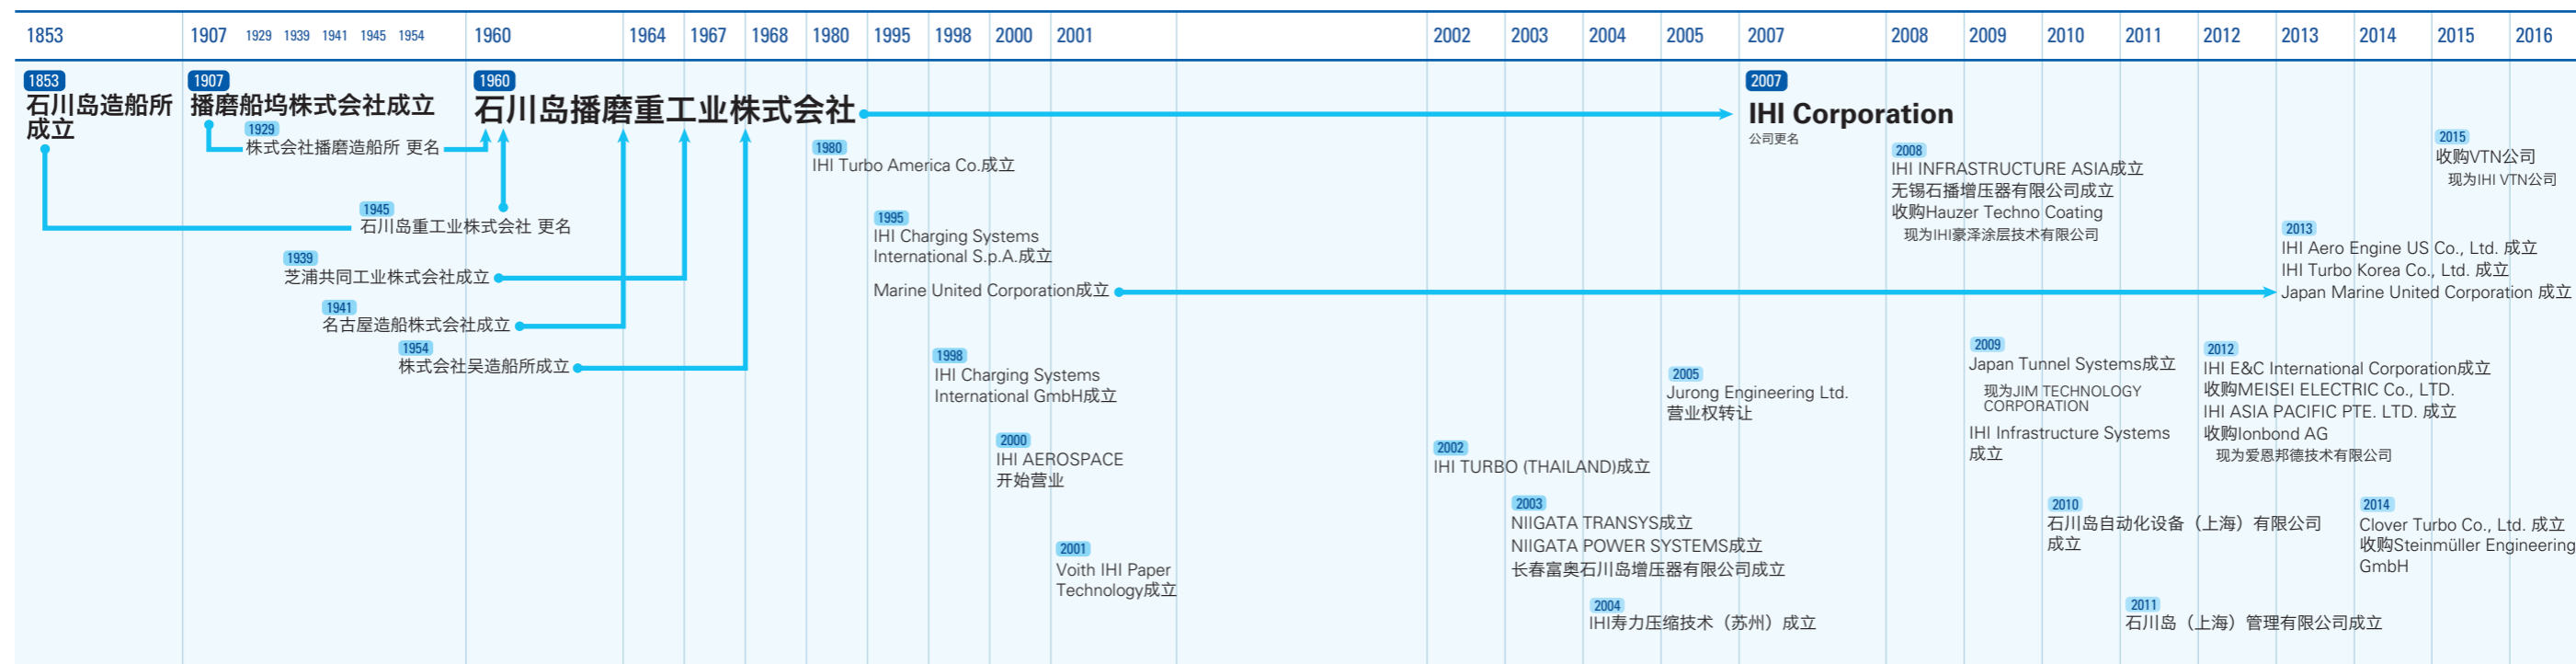 1853 1907 1929 1939 1941 1945 1954 1960 1964 1967 1968 1980 1995 1998 2000 2001 2002 2003 2004 2005 2007 2008 2009 2010 2011 2012 2013 2014 2015 2016
1853
石川岛造船所
成立
1907
播磨船坞株式会社成立
1929
株式会社播磨造船所 更名
1945
石川岛重工业株式会社 更名
1939
芝浦共同工业株式会社成立
1941
名古屋造船株式会社成立
1954
株式会社吴造船所成立
1960
石川岛播磨重工业株式会社
1980
IHI Turbo America Co.成立
1995
IHI Charging Systems
International S.p.A.成立
Marine United Corporation成立
1998
IHI Charging Systems
International GmbH成立
2000
IHI AEROSPACE
开始营业
2001
Voith IHI Paper
Technology成立
2002
IHI TURBO (THAILAND)成立
2003
NIIGATA TRANSYS成立
NIIGATA POWER SYSTEMS成立
长春富奥石川岛增压器有限公司成立
2004
IHI寿力压缩技术（苏州）成立
2005
Jurong Engineering Ltd.
营业权转让
2007
IHI Corporation
公司更名
2008
IHI INFRASTRUCTURE ASIA成立
无锡石播增压器有限公司成立
收购Hauzer Techno Coating
现为IHI豪泽涂层技术有限公司
2009
Japan Tunnel Systems成立
现为JIM TECHNOLOGY
CORPORATION
IHI Infrastructure Systems
成立
2010
石川岛自动化设备（上海）有限公司
成立
2011
石川岛（上海）管理有限公司成立
2012
IHI E&C International Corporation成立
收购MEISEI ELECTRIC Co., LTD.
IHI ASIA PACIFIC PTE. LTD. 成立
收购Ionbond AG
现为爱恩邦德技术有限公司
2013
IHI Aero Engine US Co., Ltd. 成立
IHI Turbo Korea Co., Ltd. 成立
Japan Marine United Corporation 成立
2014
Clover Turbo Co., Ltd. 成立
收购Steinmüller Engineering
GmbH
2015
收购VTN公司
现为IHI VTN公司